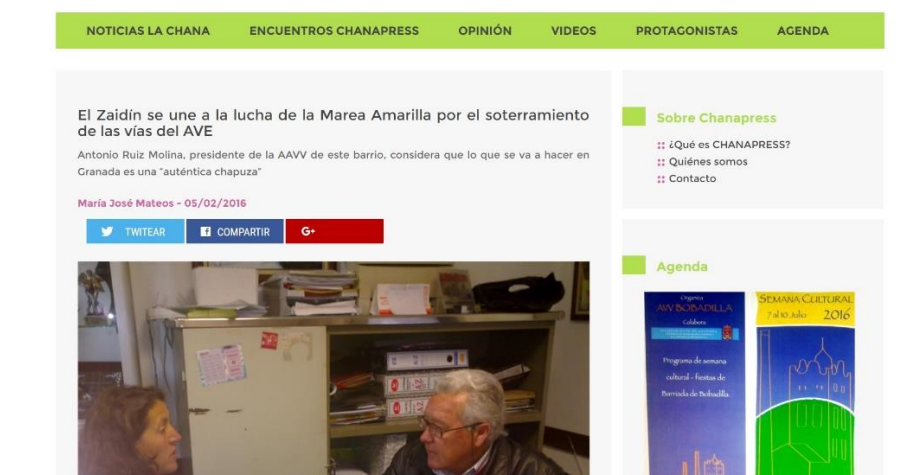 NOTICIAS LA CHANA ENCUENTROS CHANAPRESS OPINIÓN VIDEOS PROTAGONISTAS AGENDA
El Zaidín se une a la lucha de la Marea Amarilla por el soterramiento
de las vías del AVE
Antonio Ruiz Molina, presidente de la AAVV de este barrio, considera que lo que se va a hacer en
Granada es una "auténtica chapuza"
María José Mateos - 05/02/2016
TWITEAR COMPARTIR G+
Sobre Chanapress
:: ¿Qué es CHANAPRESS?
:: Quiénes somos
:: Contacto
Agenda
Organiza
AVV BOBADILLA
Colabora
Programa de semana
cultural - fiestas de
Barriada de Bobadilla.
SEMANA CULTURAL
7 al 10 Julio 2016